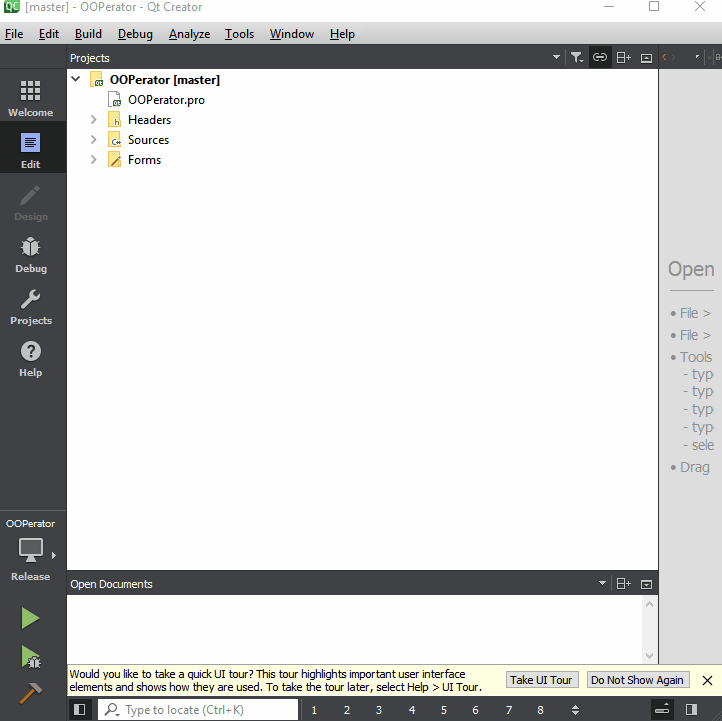 QC [master] - OOPerator - Qt Creator
File Edit Build Debug Analyze Tools Window Help
Projects
Welcome
Edit
Design
Debug
Projects
Help
OOPerator [master]
OOPerator.pro
Headers
Sources
Forms
Open
• File >
• File >
• Tools
- typ
- typ
- typ
- typ
- sele
• Drag
OOPerator
Release
Open Documents
Would you like to take a quick UI tour? This tour highlights important user interface
elements and shows how they are used. To take the tour later, select Help > UI Tour.
Take UI Tour Do Not Show Again
Type to locate (Ctrl+K) 1 2 3 4 5 6 7 8